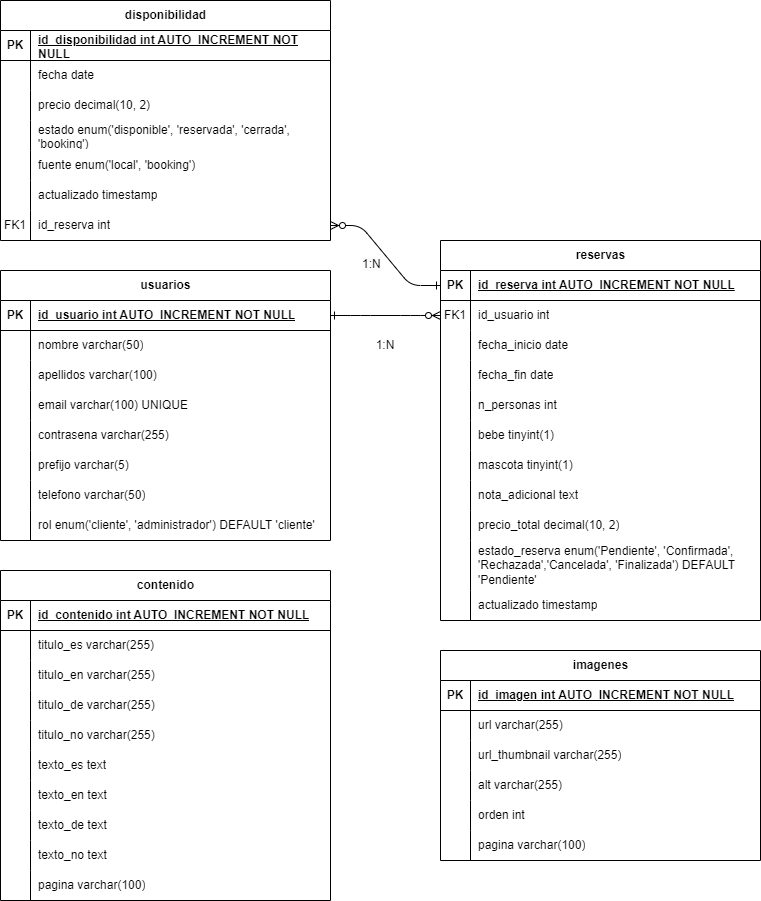 disponibilidad
PK
id_disponibilidad int AUTO_INCREMENT NOT
NULL
fecha date
precio decimal(10, 2)
estado enum('disponible', 'reservada', 'cerrada',
'booking')
fuente enum('local', 'booking')
actualizado timestamp
FK1
id_reserva int
1:N
usuarios
PK
id_usuario int AUTO_INCREMENT NOT NULL
nombre varchar(50)
apellidos varchar(100)
email varchar(100) UNIQUE
contrasena varchar(255)
prefijo varchar(5)
telefono varchar(50)
rol enum('cliente', 'administrador') DEFAULT 'cliente'
1:N
reservas
PK
id_reserva int AUTO_INCREMENT NOT NULL
FK1
id_usuario int
fecha_inicio date
fecha_fin date
n_personas int
bebe tinyint(1)
mascota tinyint(1)
nota_adicional text
precio_total decimal(10, 2)
estado_reserva enum('Pendiente', 'Confirmada',
'Rechazada','Cancelada', 'Finalizada') DEFAULT
'Pendiente'
actualizado timestamp
contenido
PK
id_contenido int AUTO_INCREMENT NOT NULL
titulo_es varchar(255)
titulo_en varchar(255)
titulo_de varchar(255)
titulo_no varchar(255)
texto_es text
texto_en text
texto_de text
texto_no text
pagina varchar(100)
imagenes
PK
id_imagen int AUTO_INCREMENT NOT NULL
url varchar(255)
url_thumbnail varchar(255)
alt varchar(255)
orden int
pagina varchar(100)